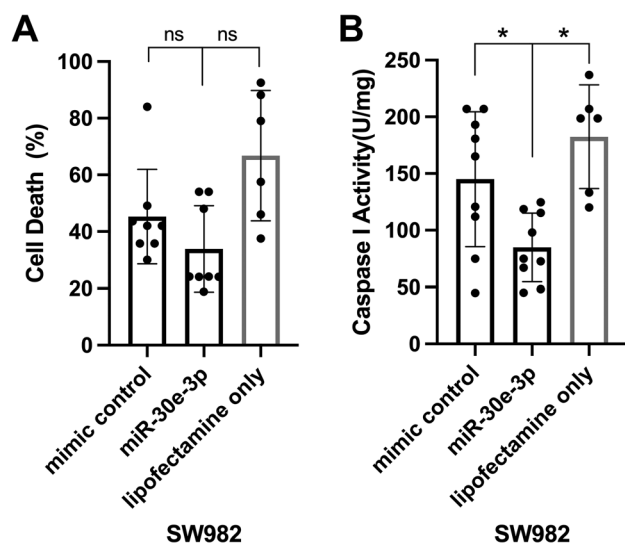 A
ns ns
Cell Death (%)
100
80
60
40
20
0
mimic control
miR-30e-3p
lipofectamine only
SW982
B
* *
Caspase I Activity(U/mg)
250
200
150
100
50
0
mimic control
miR-30e-3p
lipofectamine only
SW982